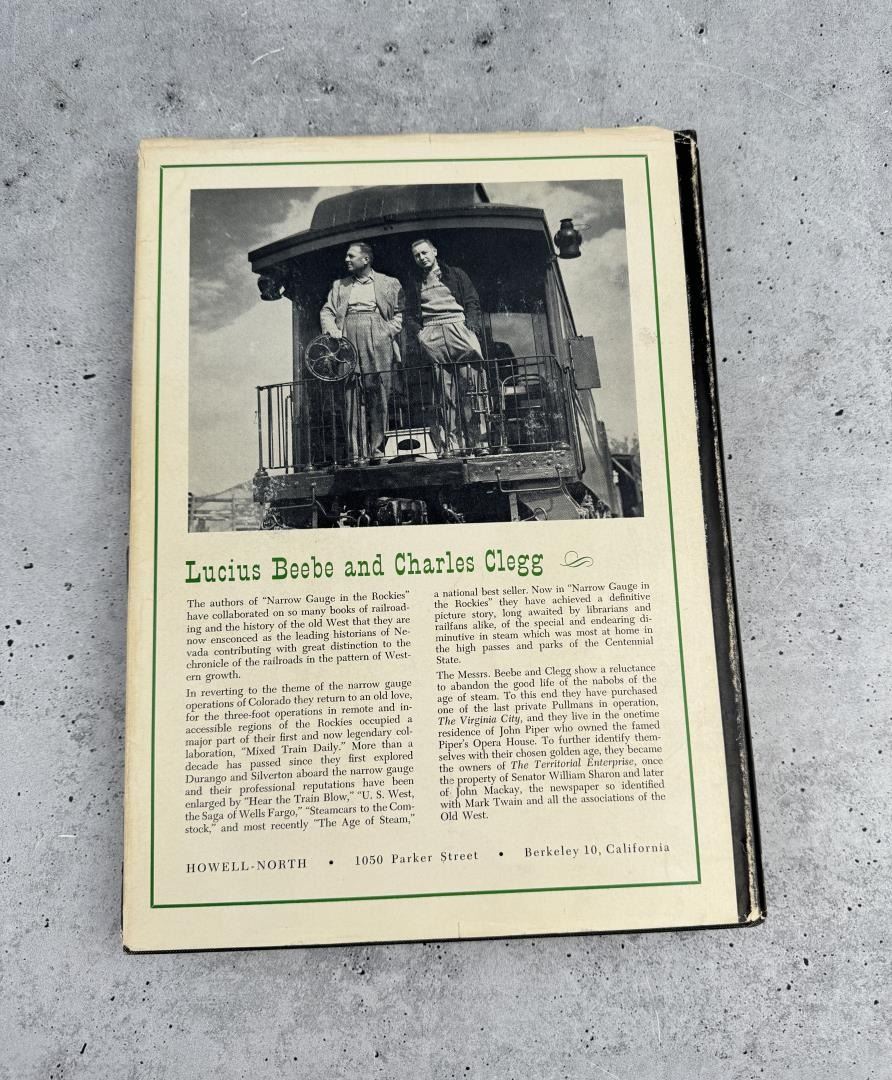 Lucius Beebe and Charles Clegg
The authors of "Narrow Gauge in the Rockies"
have collaborated on so many books of railroad-
ing and the history of the old West that they are
now ensconced as the leading historians of Ne-
vada contributing with great distinction to the
chronicle of the railroads in the pattern of West-
ern growth.
In reverting to the theme of the narrow gauge
operations of Colorado they return to an old love,
for the three-foot operations in remote and in-
accessible regions of the Rockies occupied a
major part of their first and now legendary col-
laboration, "Mixed Train Daily." More than a
decade has passed since they first explored
Durango and Silverton aboard the narrow gauge
and their professional reputations have been
enlarged by "Hear the Train Blow," "U. S. West,
the Saga of Wells Fargo," "Steamcars to the Com-
stock," and most recently "The Age of Steam,"
a national best seller. Now in "Narrow Gauge in
the Rockies" they have achieved a definitive
picture story, long awaited by librarians and
railfans alike, of the special and endearing di-
minutive in steam which was most at home in
the high passes and parks of the Centennial
State.
The Messrs. Beebe and Clegg show a reluctance
to abandon the good life of the nabobs of the
age of steam. To this end they have purchased
one of the last private Pullmans in operation,
The Virginia City, and they live in the onetime
residence of John Piper who owned the famed
Piper's Opera House. To further identify them-
selves with their chosen golden age, they became
the owners of The Territorial Enterprise, once
the property of Senator William Sharon and later
of John Mackay, the newspaper so identified
with Mark Twain and all the associations of the
Old West.
HOWELL-NORTH • 1050 Parker Street • Berkeley 10, California